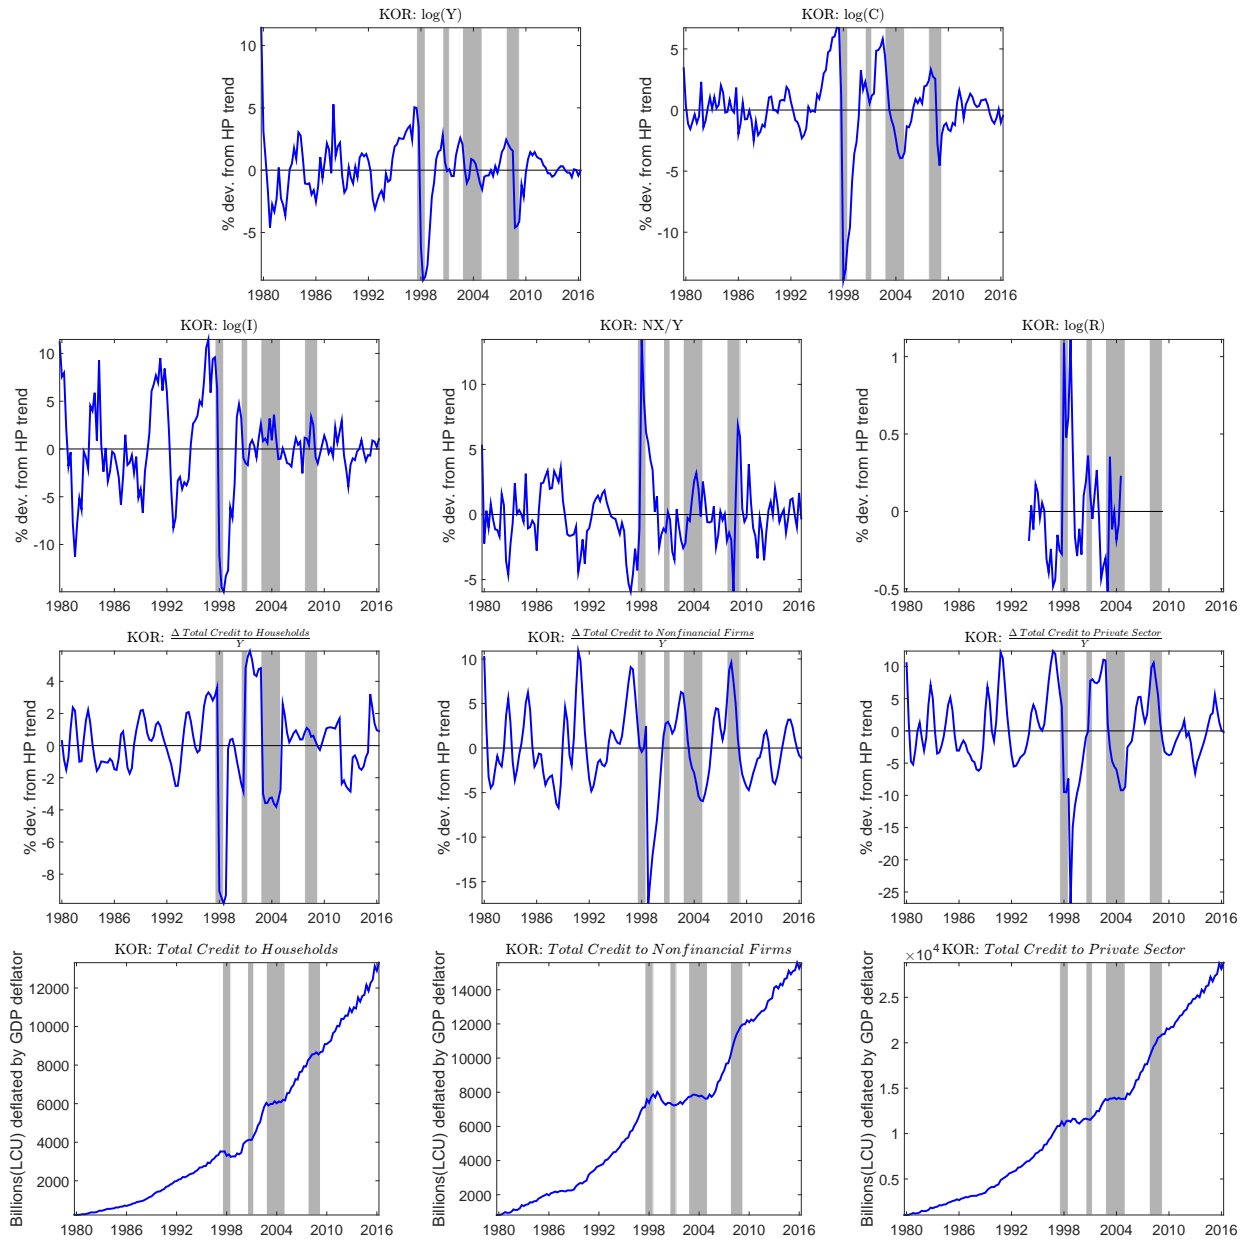 KOR: log(Y)
KOR: log(C)
% dev. from HP trend
10
5
0
-5
1980 1986 1992 1998 2004 2010 2016
% dev. from HP trend
5
0
-5
-10
1980 1986 1992 1998 2004 2010 2016
KOR: log(I)
KOR: NX/Y
KOR: log(R)
% dev. from HP trend
10
5
0
-5
-10
1980 1986 1992 1998 2004 2010 2016
% dev. from HP trend
10
5
0
-5
1980 1986 1992 1998 2004 2010 2016
% dev. from HP trend
1
0.5
0
-0.5
1980 1986 1992 1998 2004 2010 2016
KOR: Δ Total Credit to Households / Y
KOR: Δ Total Credit to Nonfinancial Firms / Y
KOR: Δ Total Credit to Private Sector / Y
% dev. from HP trend
4
2
0
-2
-4
-6
-8
1980 1986 1992 1998 2004 2010 2016
% dev. from HP trend
10
5
0
-5
-10
-15
1980 1986 1992 1998 2004 2010 2016
% dev. from HP trend
10
5
0
-5
-10
-15
-20
-25
1980 1986 1992 1998 2004 2010 2016
KOR: Total Credit to Households
KOR: Total Credit to Nonfinancial Firms
×10^4 KOR: Total Credit to Private Sector
Billions(LCU) deflated by GDP deflator
12000
10000
8000
6000
4000
2000
1980 1986 1992 1998 2004 2010 2016
Billions(LCU) deflated by GDP deflator
14000
12000
10000
8000
6000
4000
2000
1980 1986 1992 1998 2004 2010 2016
Billions(LCU) deflated by GDP deflator
2.5
2
1.5
1
0.5
1980 1986 1992 1998 2004 2010 2016